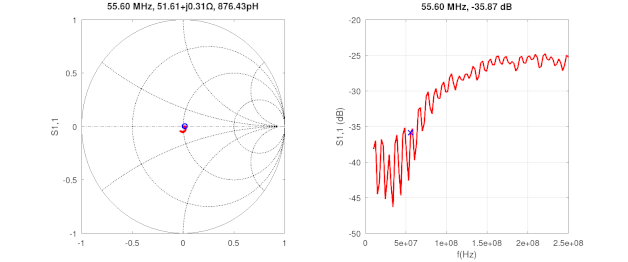 55.60 MHz, 51.61+j0.31Ω, 876.43pH
1
0.5
0
-0.5
-1
S1,1
-1
-0.5
0
0.5
1
55.60 MHz, -35.87 dB
-20
-25
-30
-35
-40
-45
-50
S1,1 (dB)
0
5e+07
1e+08
1.5e+08
2e+08
2.5e+08
f(Hz)